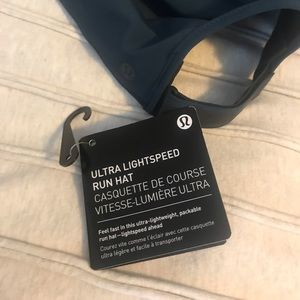 ULTRA LIGHTSPEED
RUN HAT
CASQUETTE DE COURSE
VITESSE-LUMIÈRE ULTRA
Feel fast in this ultra-lightweight, packable
run hat—lightspeed ahead
Courez vite comme l'éclair avec cette casquette
ultra légère et facile à transporter